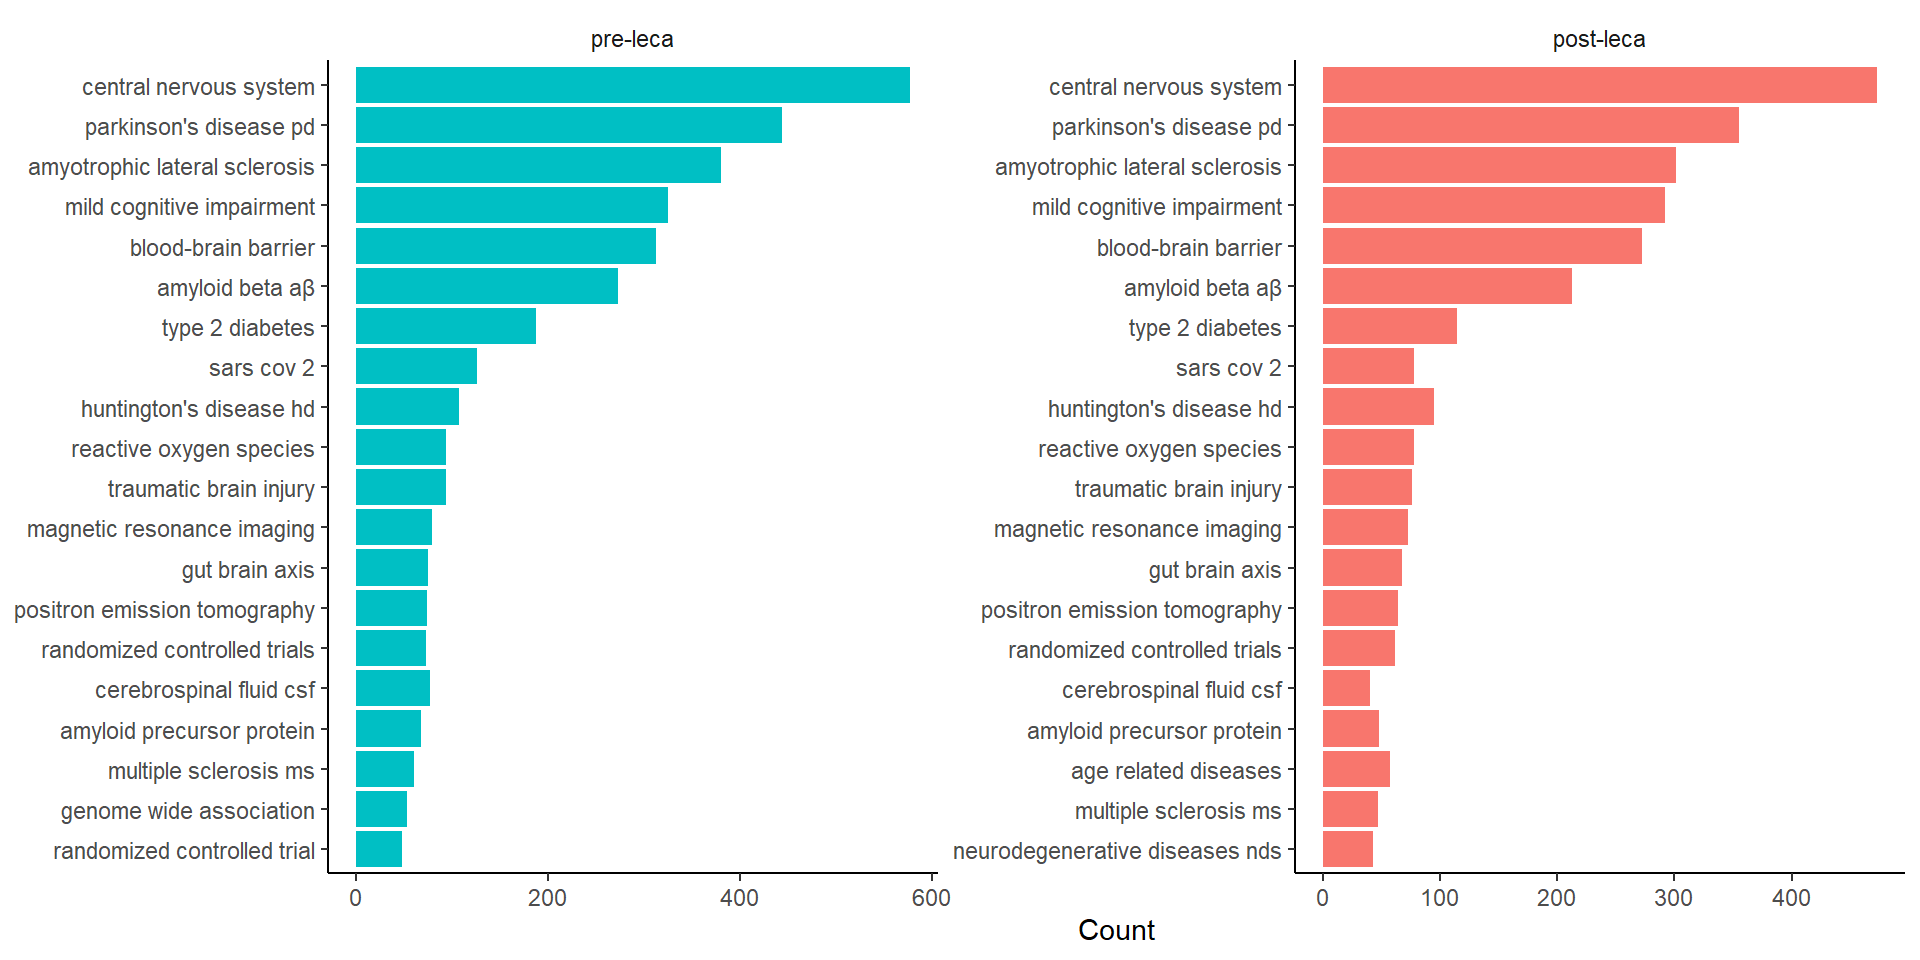 pre-leca
central nervous system
parkinson's disease pd
amyotrophic lateral sclerosis
mild cognitive impairment
blood-brain barrier
amyloid beta aβ
type 2 diabetes
sars cov 2
huntington's disease hd
reactive oxygen species
traumatic brain injury
magnetic resonance imaging
gut brain axis
positron emission tomography
randomized controlled trials
cerebrospinal fluid csf
amyloid precursor protein
multiple sclerosis ms
genome wide association
randomized controlled trial
0 200 400 600
post-leca
central nervous system
parkinson's disease pd
amyotrophic lateral sclerosis
mild cognitive impairment
blood-brain barrier
amyloid beta aβ
type 2 diabetes
sars cov 2
huntington's disease hd
reactive oxygen species
traumatic brain injury
magnetic resonance imaging
gut brain axis
positron emission tomography
randomized controlled trials
cerebrospinal fluid csf
amyloid precursor protein
age related diseases
multiple sclerosis ms
neurodegenerative diseases nds
0 100 200 300 400
Count